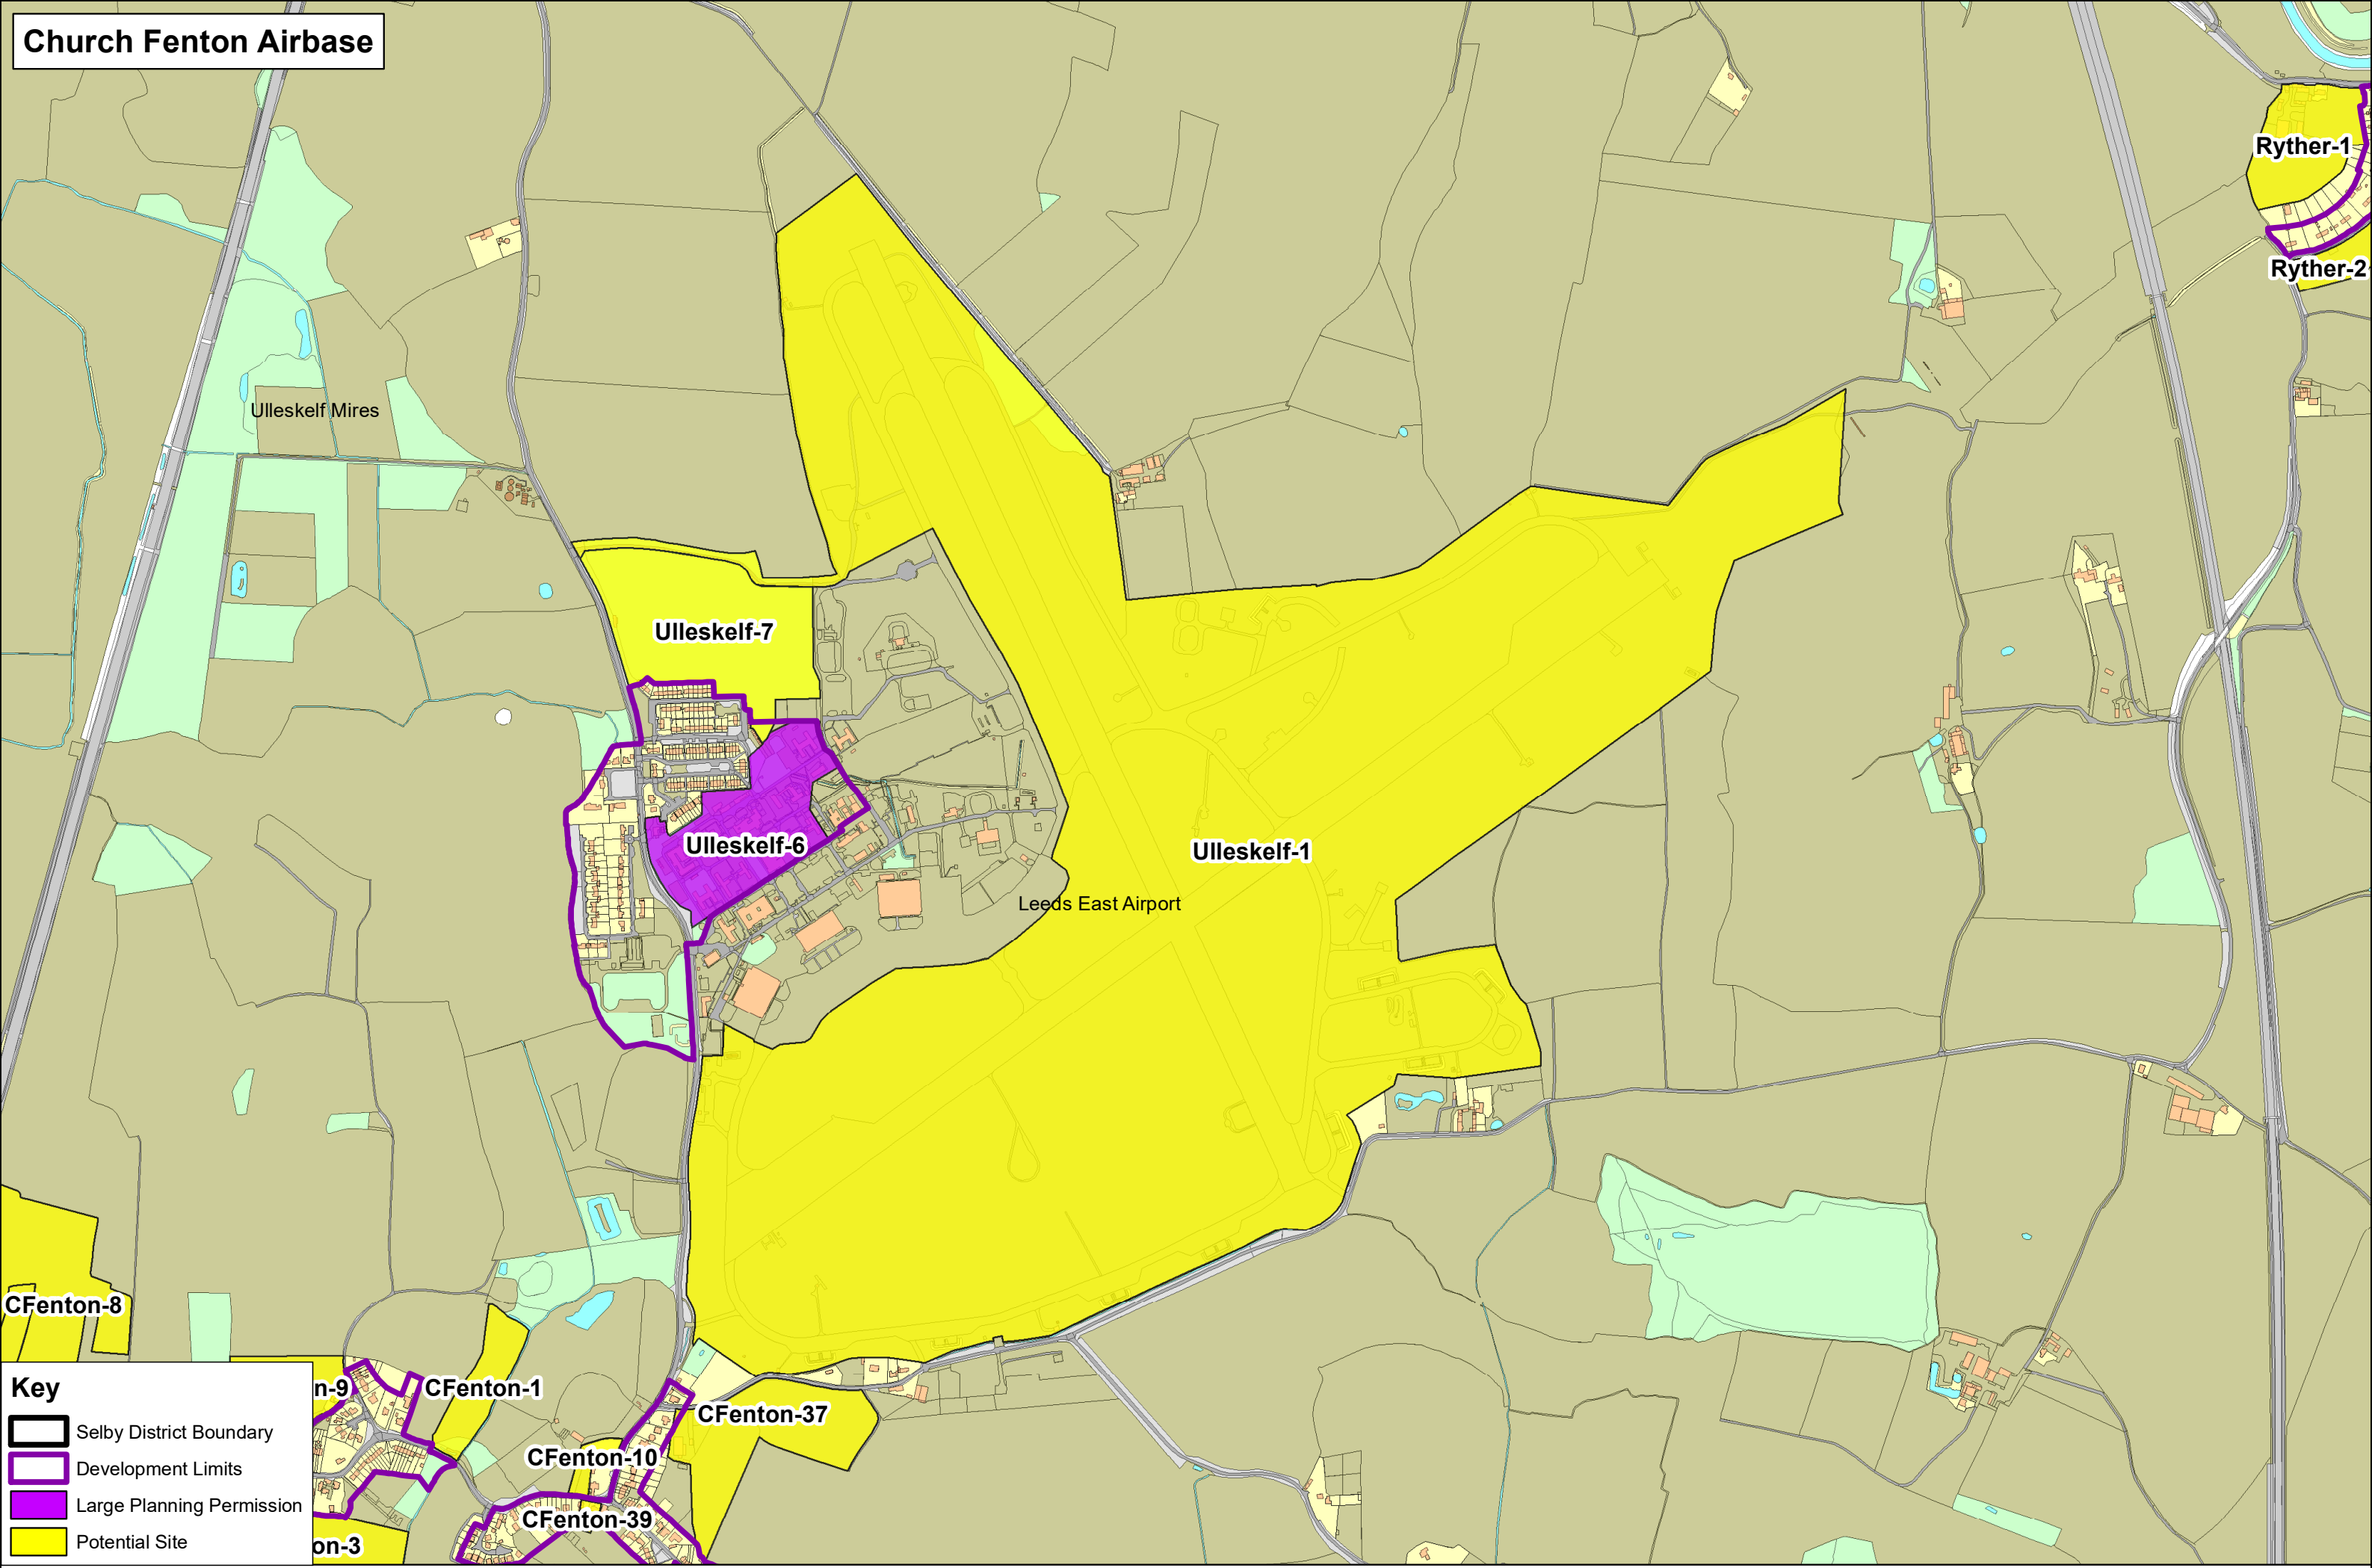 Church Fenton Airbase
Ryther-1
Ryther-2
Ulleskelf Mires
Ulleskelf-7
Ulleskelf-6
Ulleskelf-1
Leeds East Airport
CFenton-8
n-9
CFenton-1
CFenton-37
CFenton-10
CFenton-39
on-3
Key
Selby District Boundary
Development Limits
Large Planning Permission
Potential Site